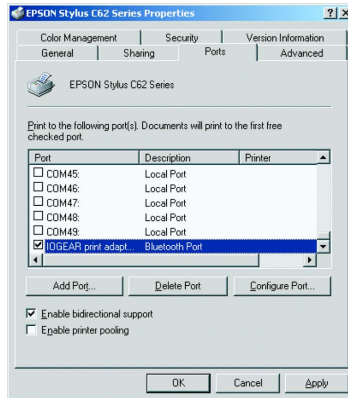 EPSON Stylus C62 Series Properties
Color Management Security Version Information
General Sharing Ports Advanced
EPSON Stylus C62 Series
Print to the following port(s). Documents will print to the first free
checked port.
Port Description Printer
COM45: Local Port
COM46: Local Port
COM47: Local Port
COM48: Local Port
COM49: Local Port
IOGEAR print adapt... Bluetooth Port
Add Port... Delete Port Configure Port...
Enable bidirectional support
Enable printer pooling
OK Cancel Apply